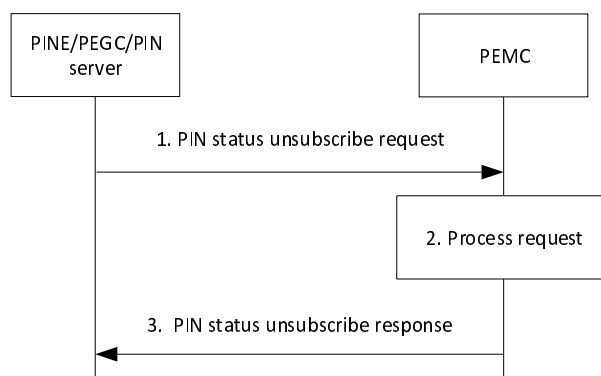 PINE/PEGC/PIN
server
PEMC
1. PIN status unsubscribe request
2. Process request
3. PIN status unsubscribe response